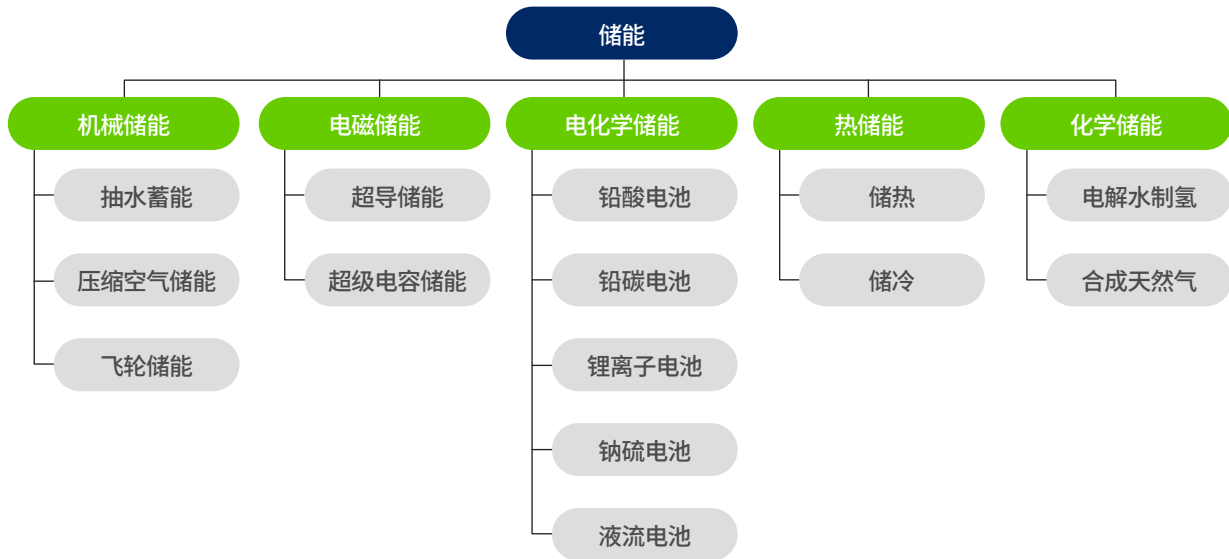 储能
机械储能
抽水蓄能
压缩空气储能
飞轮储能
电磁储能
超导储能
超级电容储能
电化学储能
铅酸电池
铅碳电池
锂离子电池
钠硫电池
液流电池
热储能
储热
储冷
化学储能
电解水制氢
合成天然气